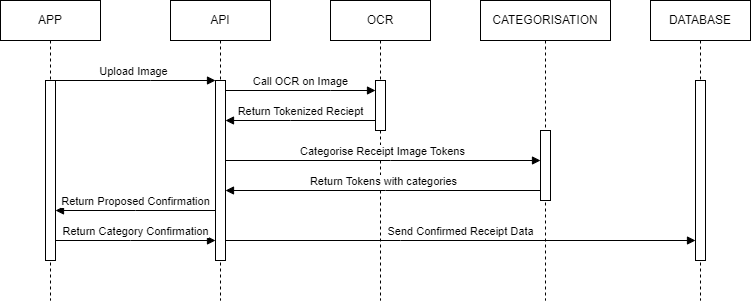 APP
API
OCR
CATEGORISATION
DATABASE
Upload Image
Call OCR on Image
Return Tokenized Reciept
Categorise Receipt Image Tokens
Return Tokens with categories
Return Proposed Confirmation
Return Category Confirmation
Send Confirmed Receipt Data